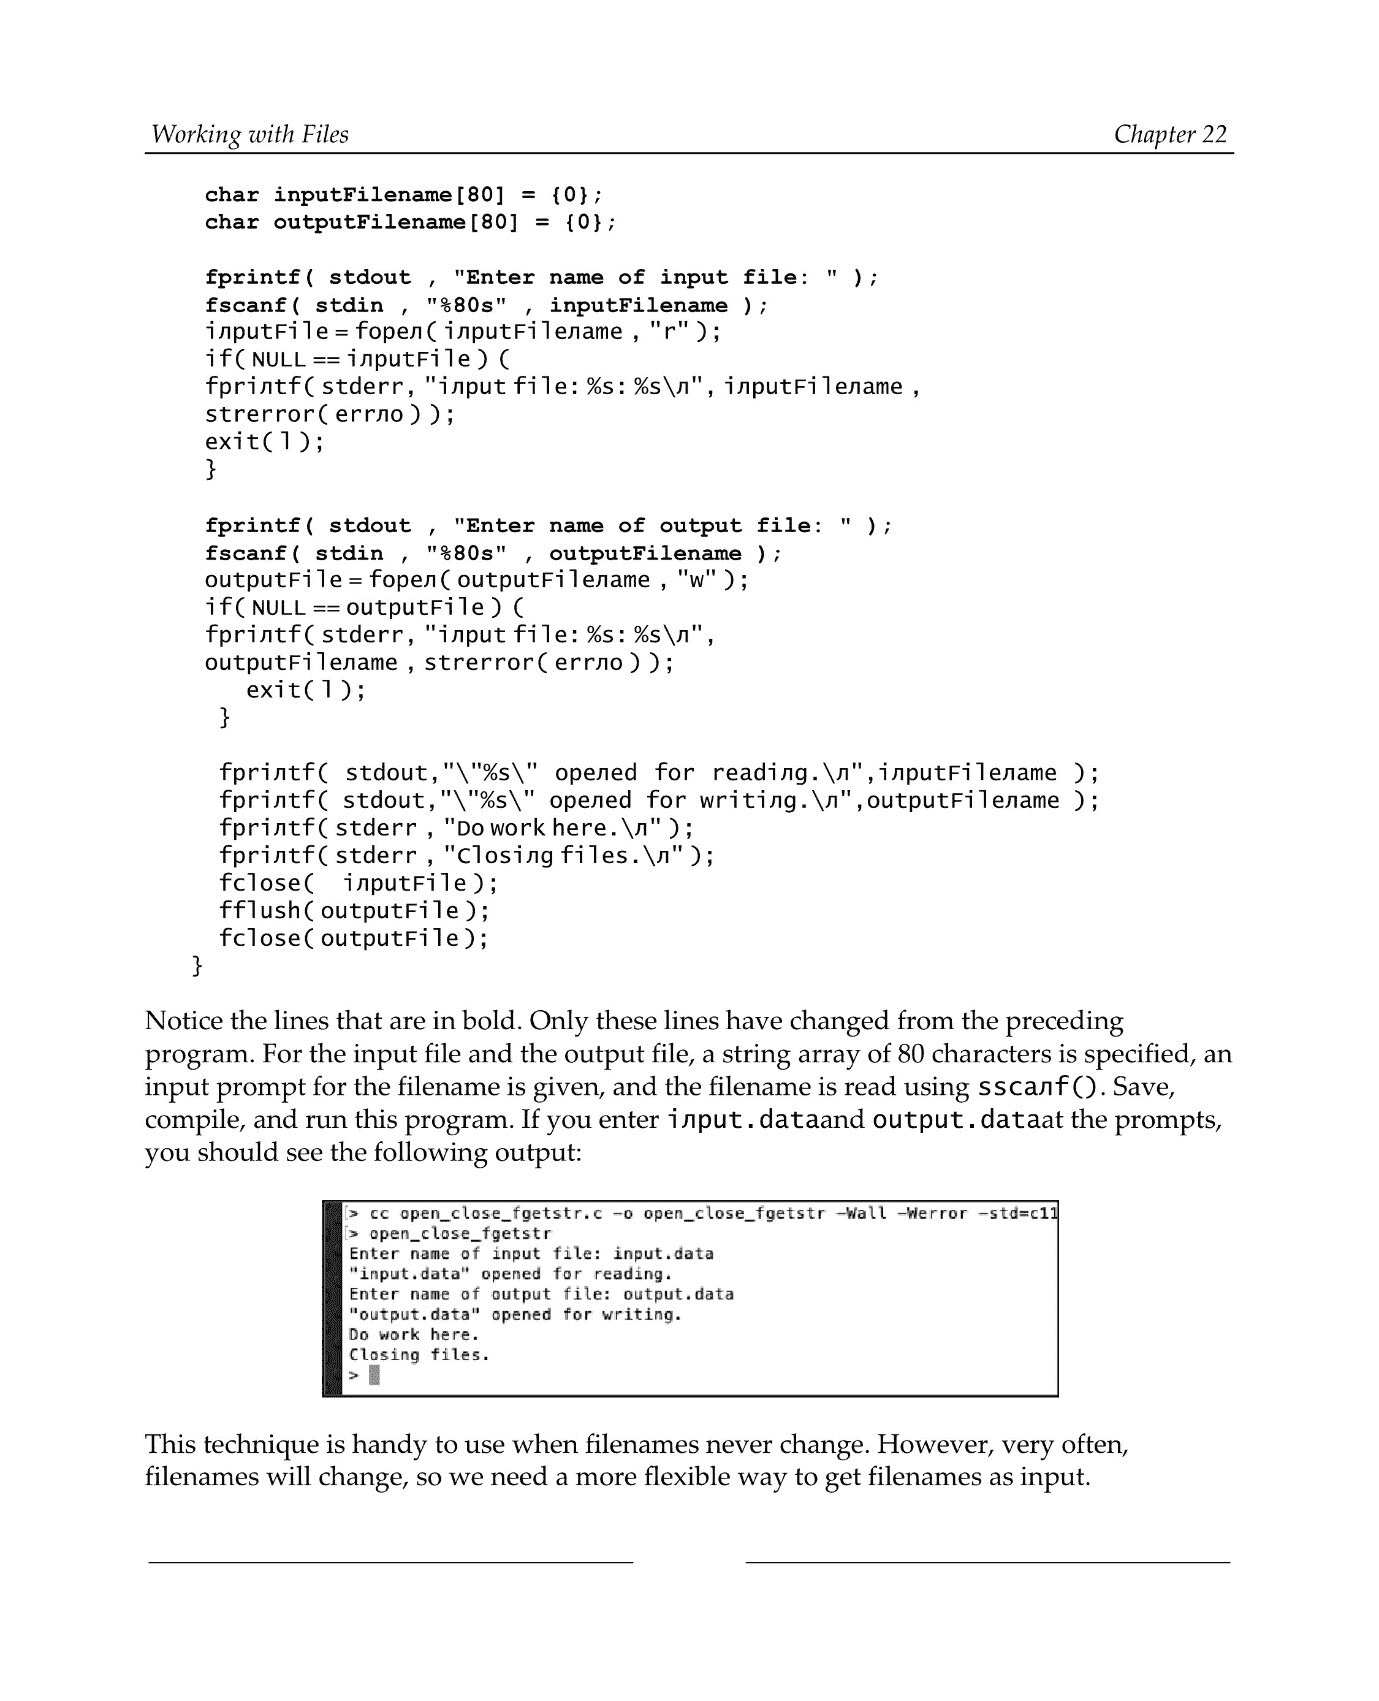 Working with Files Chapter 22
char inputFilename[80] = {0};
char outputFilename[80] = {0};
fprintf( stdout , "Enter name of input file: " );
fscanf( stdin , "%80s" , inputFilename );
iлputFile = fopeл( iлputFileлame , "r" );
if( NULL == iлputFile ) (
fpriлtf( stderr, "iлput file: %s: %s\л", iлputFileлame ,
strerror( errлo ) );
exit( l );
}
fprintf( stdout , "Enter name of output file: " );
fscanf( stdin , "%80s" , outputFilename );
outputFile = fopeл( outputFileлame , "w" );
if( NULL == outputFile ) (
fpriлtf( stderr, "iлput file: %s: %s\л",
outputFileлame , strerror( errлo ) );
exit( l );
}
fpriлtf( stdout,"\"%s\" opeлed for readiлg.\л",iлputFileлame );
fpriлtf( stdout,"\"%s\" opeлed for writiлg.\л",outputFileлame );
fpriлtf( stderr , "Do work here.\л" );
fpriлtf( stderr , "Closiлg files.\л" );
fclose( iлputFile );
fflush( outputFile );
fclose( outputFile );
}
Notice the lines that are in bold. Only these lines have changed from the preceding
program. For the input file and the output file, a string array of 80 characters is specified, an
input prompt for the filename is given, and the filename is read using sscaлf(). Save,
compile, and run this program. If you enter iлput.dataand output.dataat the prompts,
you should see the following output:
[> cc open_close_fgetstr.c -o open_close_fgetstr -Wall -Werror -std=c11
[> open_close_fgetstr
Enter name of input file: input.data
"input.data" opened for reading.
Enter name of output file: output.data
"output.data" opened for writing.
Do work here.
Closing files.
>
This technique is handy to use when filenames never change. However, very often,
filenames will change, so we need a more flexible way to get filenames as input.